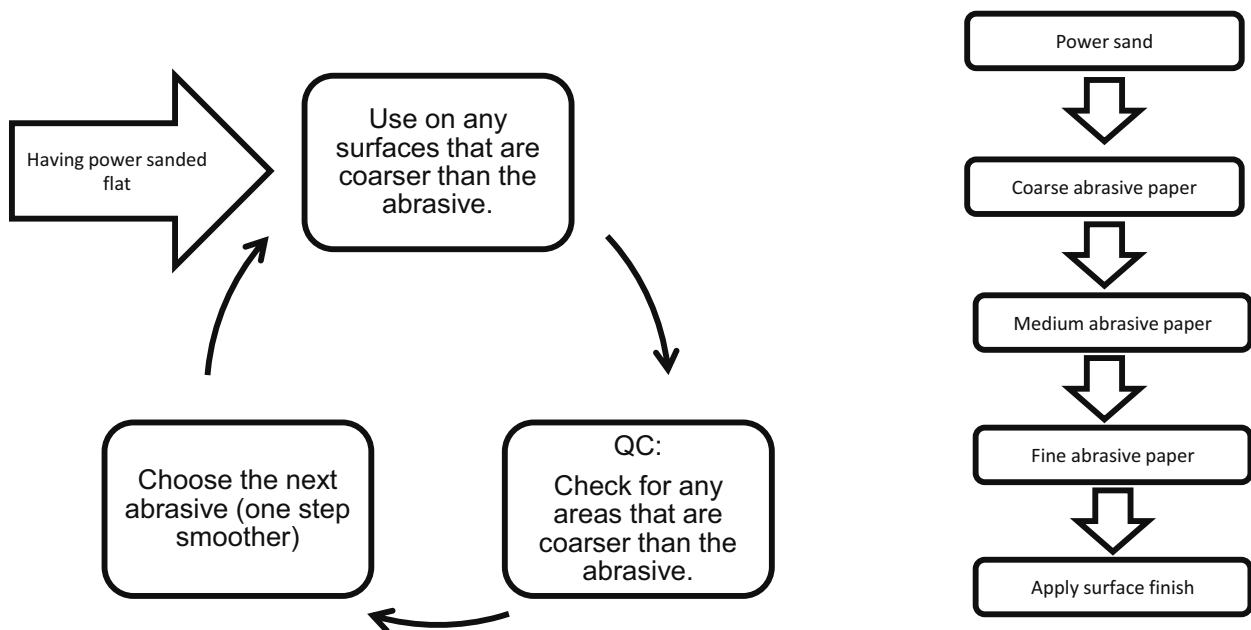 Having power sanded
flat
Use on any
surfaces that are
coarser than the
abrasive.
QC:
Check for any
areas that are
coarser than the
abrasive.
Choose the next
abrasive (one step
smoother)
Power sand
Coarse abrasive paper
Medium abrasive paper
Fine abrasive paper
Apply surface finish